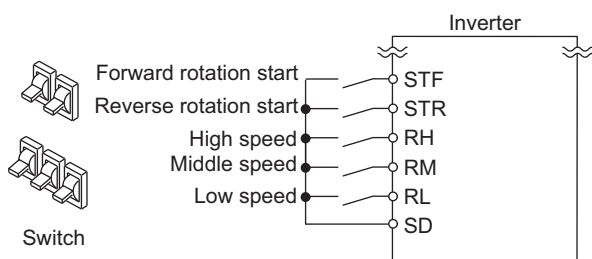 Inverter
Forward rotation start
STF
Reverse rotation start
STR
High speed
RH
Middle speed
RM
Low speed
RL
SD
Switch